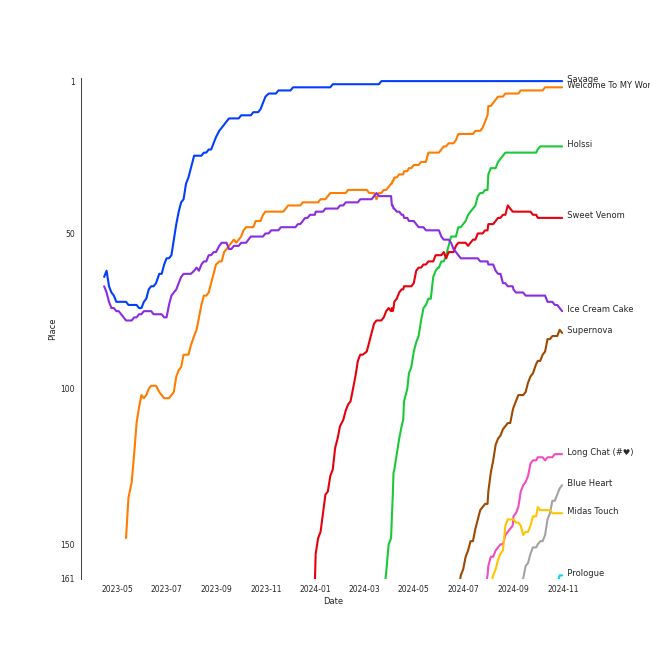 1
50
100
150
161
Place
2023-05
2023-07
2023-09
2023-11
2024-01
2024-03
2024-05
2024-07
2024-09
2024-11
Date
Savage
Welcome To MY Wor
Holssi
Sweet Venom
Ice Cream Cake
Supernova
Long Chat (#♥)
Blue Heart
Midas Touch
Prologue